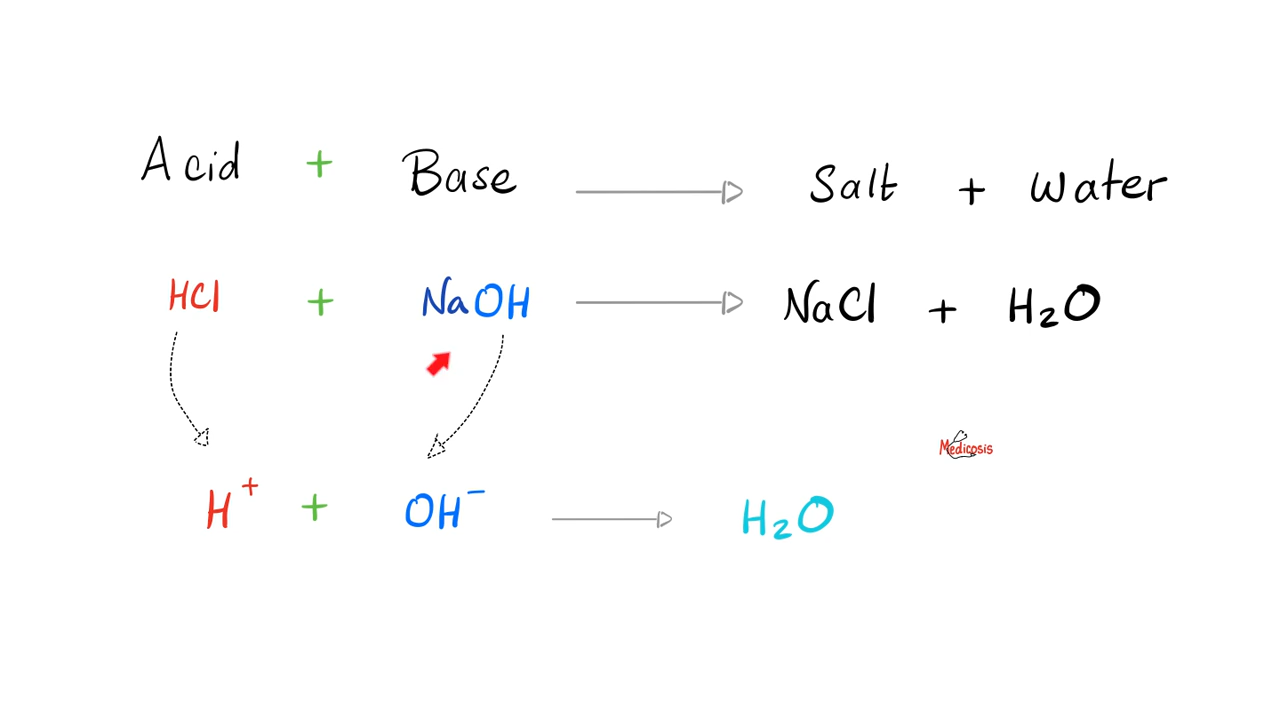 Acid + Base → Salt + Water
HCl + NaOH → NaCl + H₂O
Medicosis
H⁺ + OH⁻ → H₂O